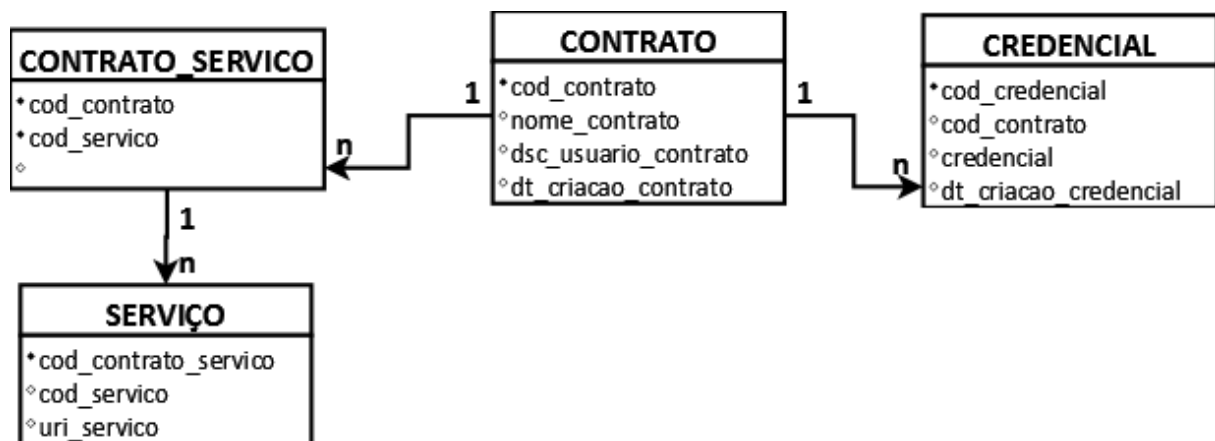 CONTRATO_SERVICO
cod_contrato
cod_servico
CONTRATO
cod_contrato
nome_contrato
dsc_usuario_contrato
dt_criacao_contrato
CREDENCIAL
cod_credencial
cod_contrato
credencial
dt_criacao_credencial
1
n
1
n
1
n
SERVIÇO
cod_contrato_servico
cod_servico
uri_servico